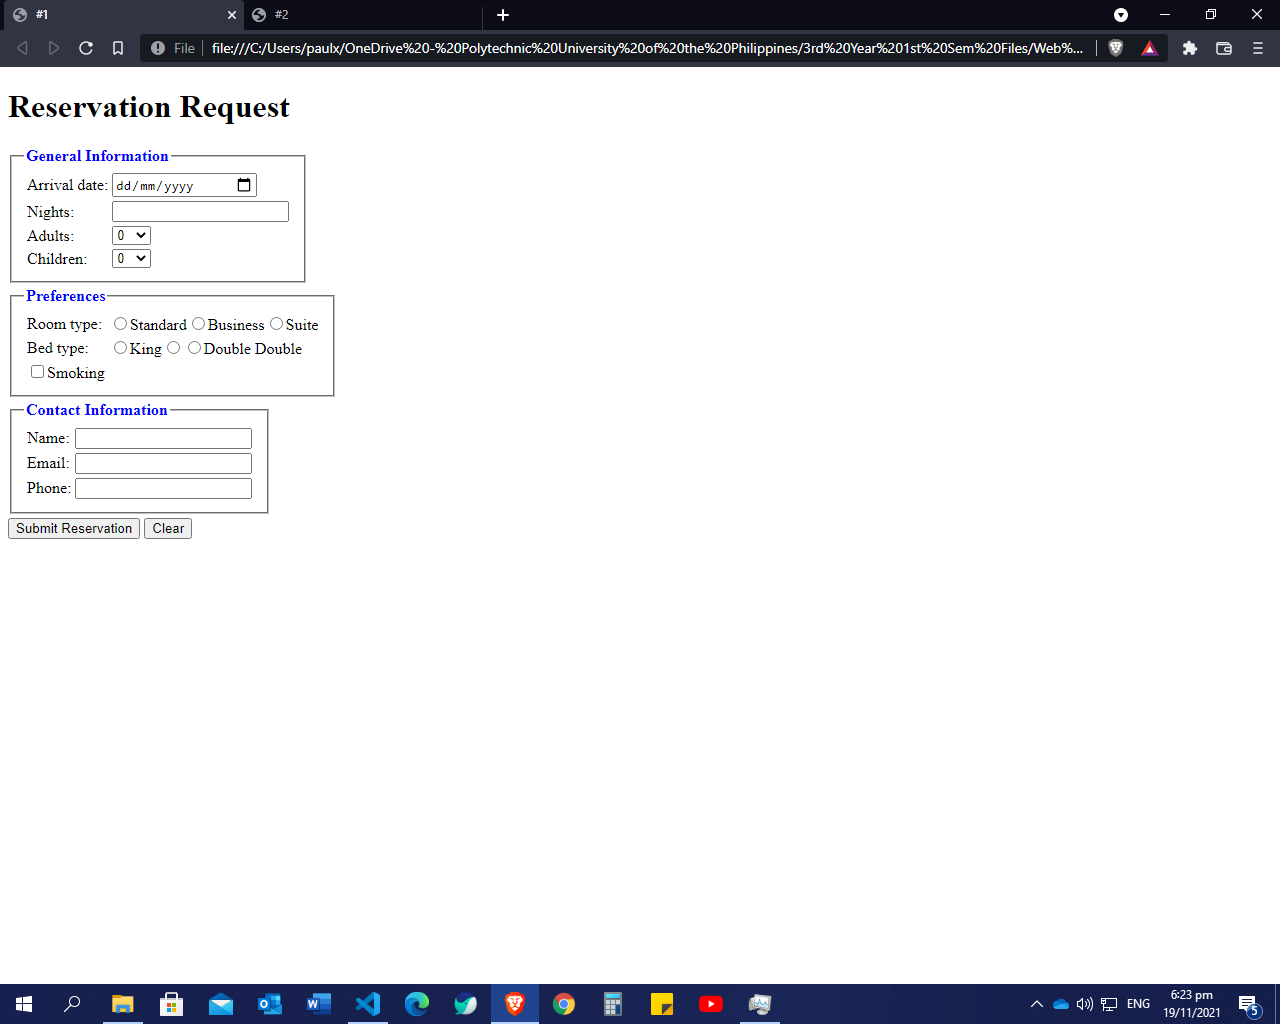 #1
#2
File
file:///C:/Users/paulx/OneDrive%20-%20Polytechnic%20University%20of%20the%20Philippines/3rd%20Year%201st%20Sem%20Files/Web%...
Reservation Request
General Information
Arrival date: dd/mm/yyyy
Nights:
Adults: 0
Children: 0
Preferences
Room type: Standard Business Suite
Bed type: King Double Double
Smoking
Contact Information
Name:
Email:
Phone:
Submit Reservation Clear
ENG
6:23 pm
19/11/2021
5